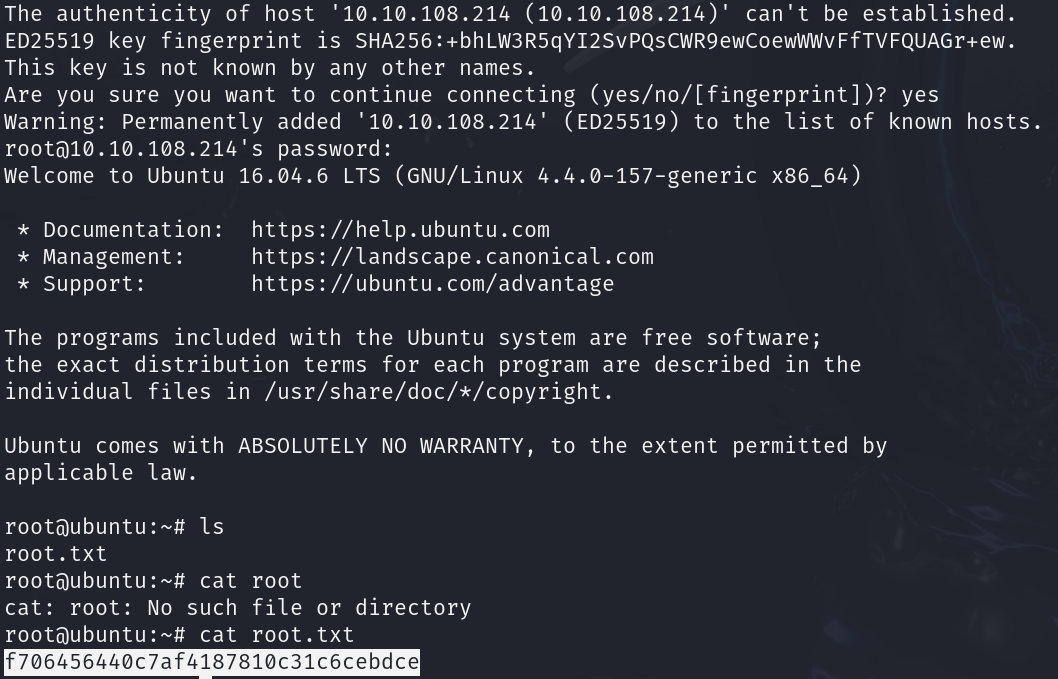 The authenticity of host '10.10.108.214 (10.10.108.214)' can't be established.
ED25519 key fingerprint is SHA256:+bhLW3R5qYI2SvPQsCWR9ewCoewWWvFfTVFQUAGr+ew.
This key is not known by any other names.
Are you sure you want to continue connecting (yes/no/[fingerprint])? yes
Warning: Permanently added '10.10.108.214' (ED25519) to the list of known hosts.
root@10.10.108.214's password:
Welcome to Ubuntu 16.04.6 LTS (GNU/Linux 4.4.0-157-generic x86_64)
* Documentation:  https://help.ubuntu.com
* Management:     https://landscape.canonical.com
* Support:        https://ubuntu.com/advantage
The programs included with the Ubuntu system are free software;
the exact distribution terms for each program are described in the
individual files in /usr/share/doc/*/copyright.
Ubuntu comes with ABSOLUTELY NO WARRANTY, to the extent permitted by
applicable law.
root@ubuntu:~# ls
root.txt
root@ubuntu:~# cat root
cat: root: No such file or directory
root@ubuntu:~# cat root.txt
f706456440c7af4187810c31c6cebdce